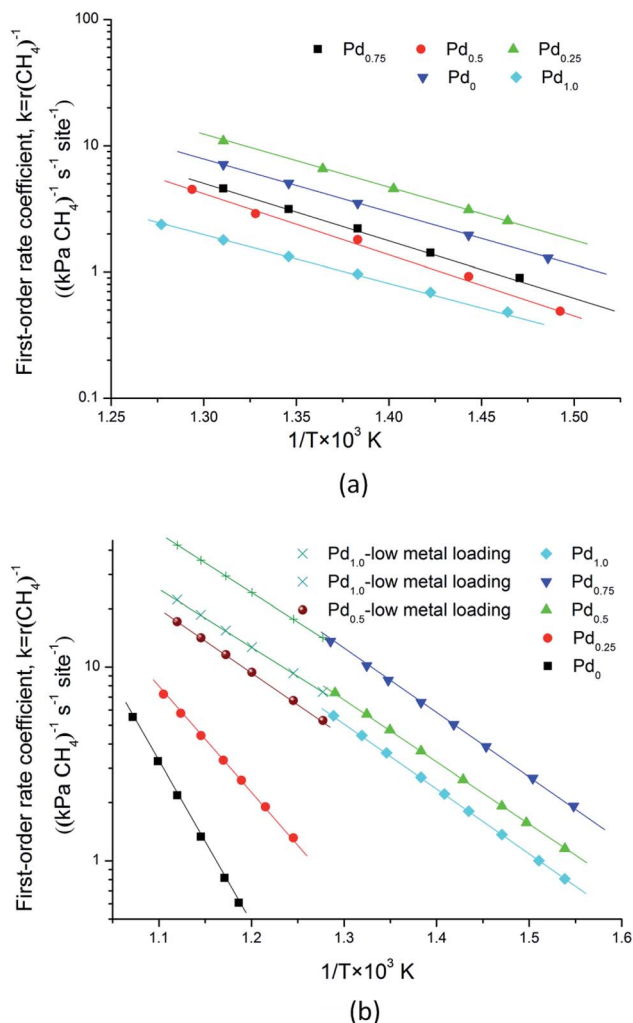 (a)
100
10
1
0.1
First-order rate coefficient, k=r(CH₄)⁻¹
((kPa CH₄)⁻¹ s⁻¹ site⁻¹)
Pd₀.₇₅ Pd₀.₅ Pd₀.₂₅
Pd₀ Pd₁.₀
1.25 1.30 1.35 1.40 1.45 1.50
1/T×10³ K
(a)
10
1
First-order rate coefficient, k=r(CH₄)⁻¹
((kPa CH₄)⁻¹ s⁻¹ site⁻¹)
Pd₁.₀-low metal loading Pd₁.₀
Pd₁.₀-low metal loading Pd₀.₇₅
Pd₀.₅-low metal loading Pd₀.₅
Pd₀.₂₅
Pd₀
1.1 1.2 1.3 1.4 1.5 1.6
1/T×10³ K
(b)